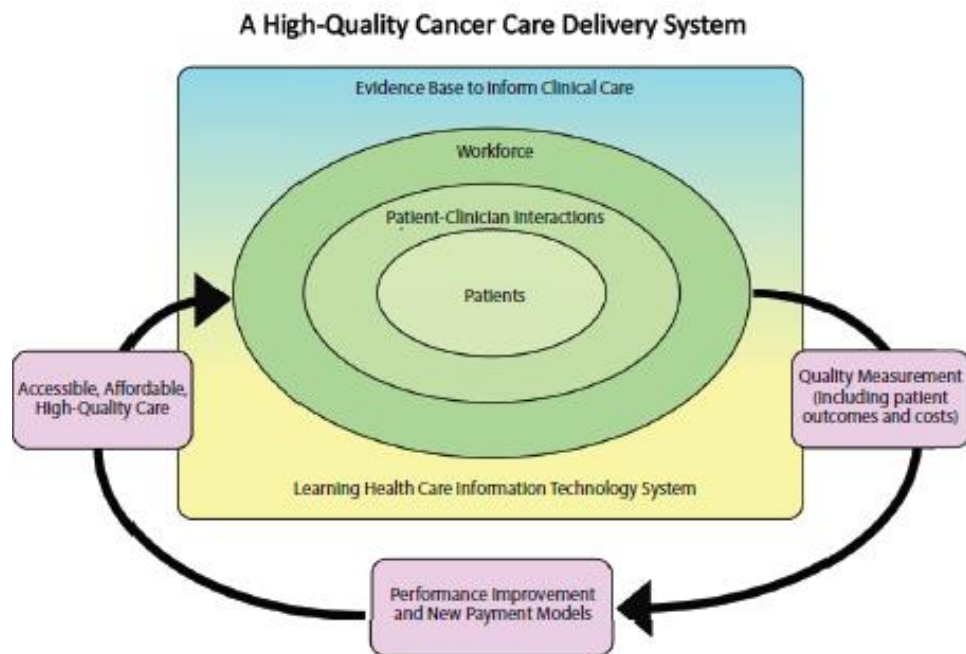 A High-Quality Cancer Care Delivery System
Evidence Base to Inform Clinical Care
Workforce
Patient-Clinician Interactions
Patients
Accessible, Affordable,
High-Quality Care
Quality Measurement
(including patient
outcomes and costs)
Learning Health Care Information Technology System
Performance Improvement
and New Payment Models